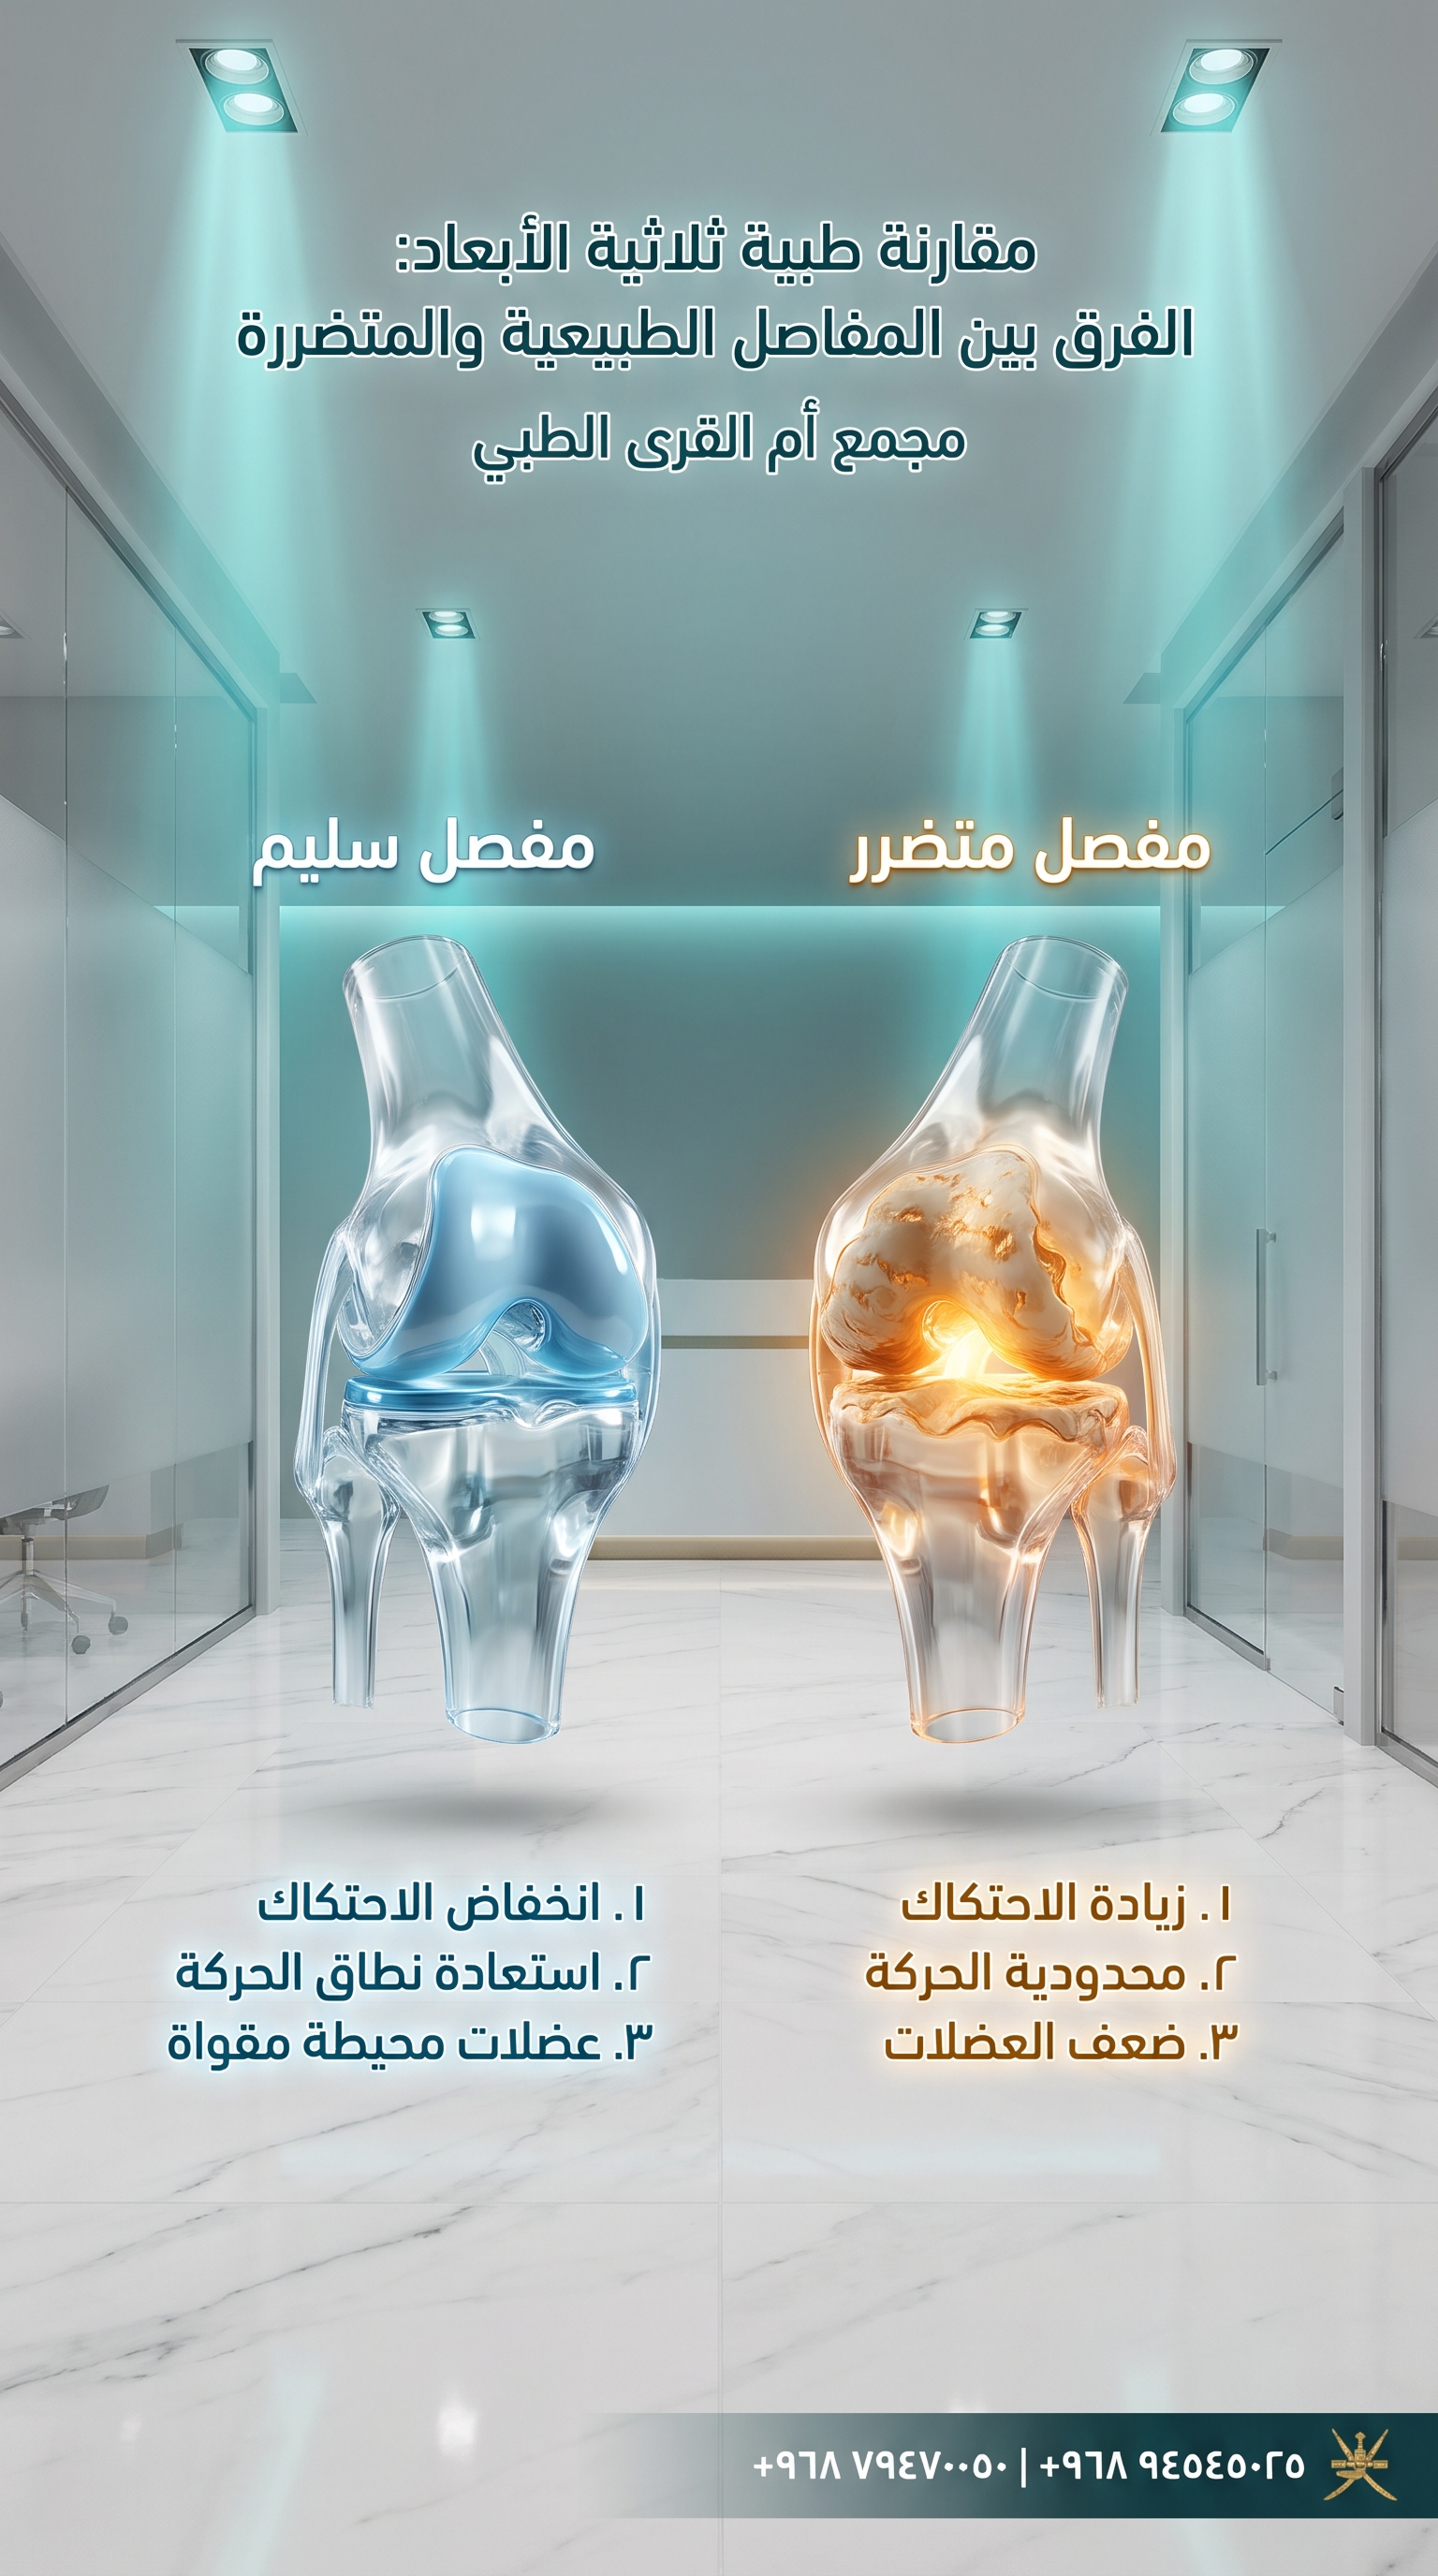 مقارنة طبية ثلاثية الأبعاد:
الفرق بين المفاصل الطبيعية والمتضررة
مجمع أم القرى الطبي
مفصل متضرر
مفصل سليم
١. زيادة الاحتكاك
٢. محدودية الحركة
٣. ضعف العضلات
١. انخفاض الاحتكاك
٢. استعادة نطاق الحركة
٣. عضلات محيطة مقواة
+٩٦٨ ٧٩٤٧٠٠٥٠ | +٩٦٨ ٩٤٥٤٥٠٢٥